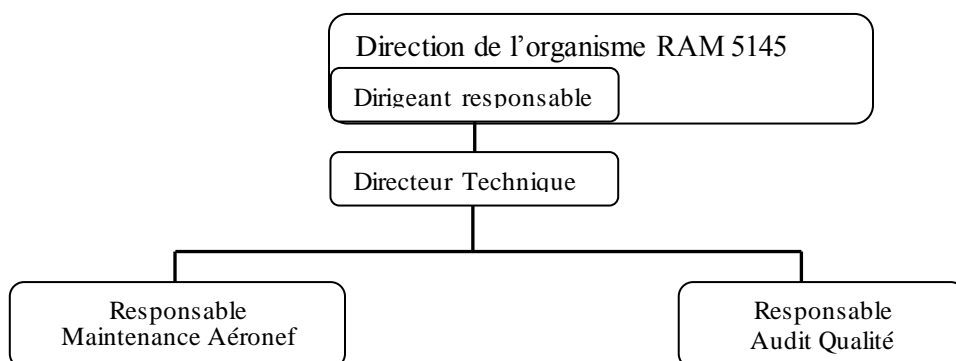 Direction de l’organisme RAM 5145
Dirigeant responsable
Directeur Technique
Responsable
Maintenance Aéronef
Responsable
Audit Qualité